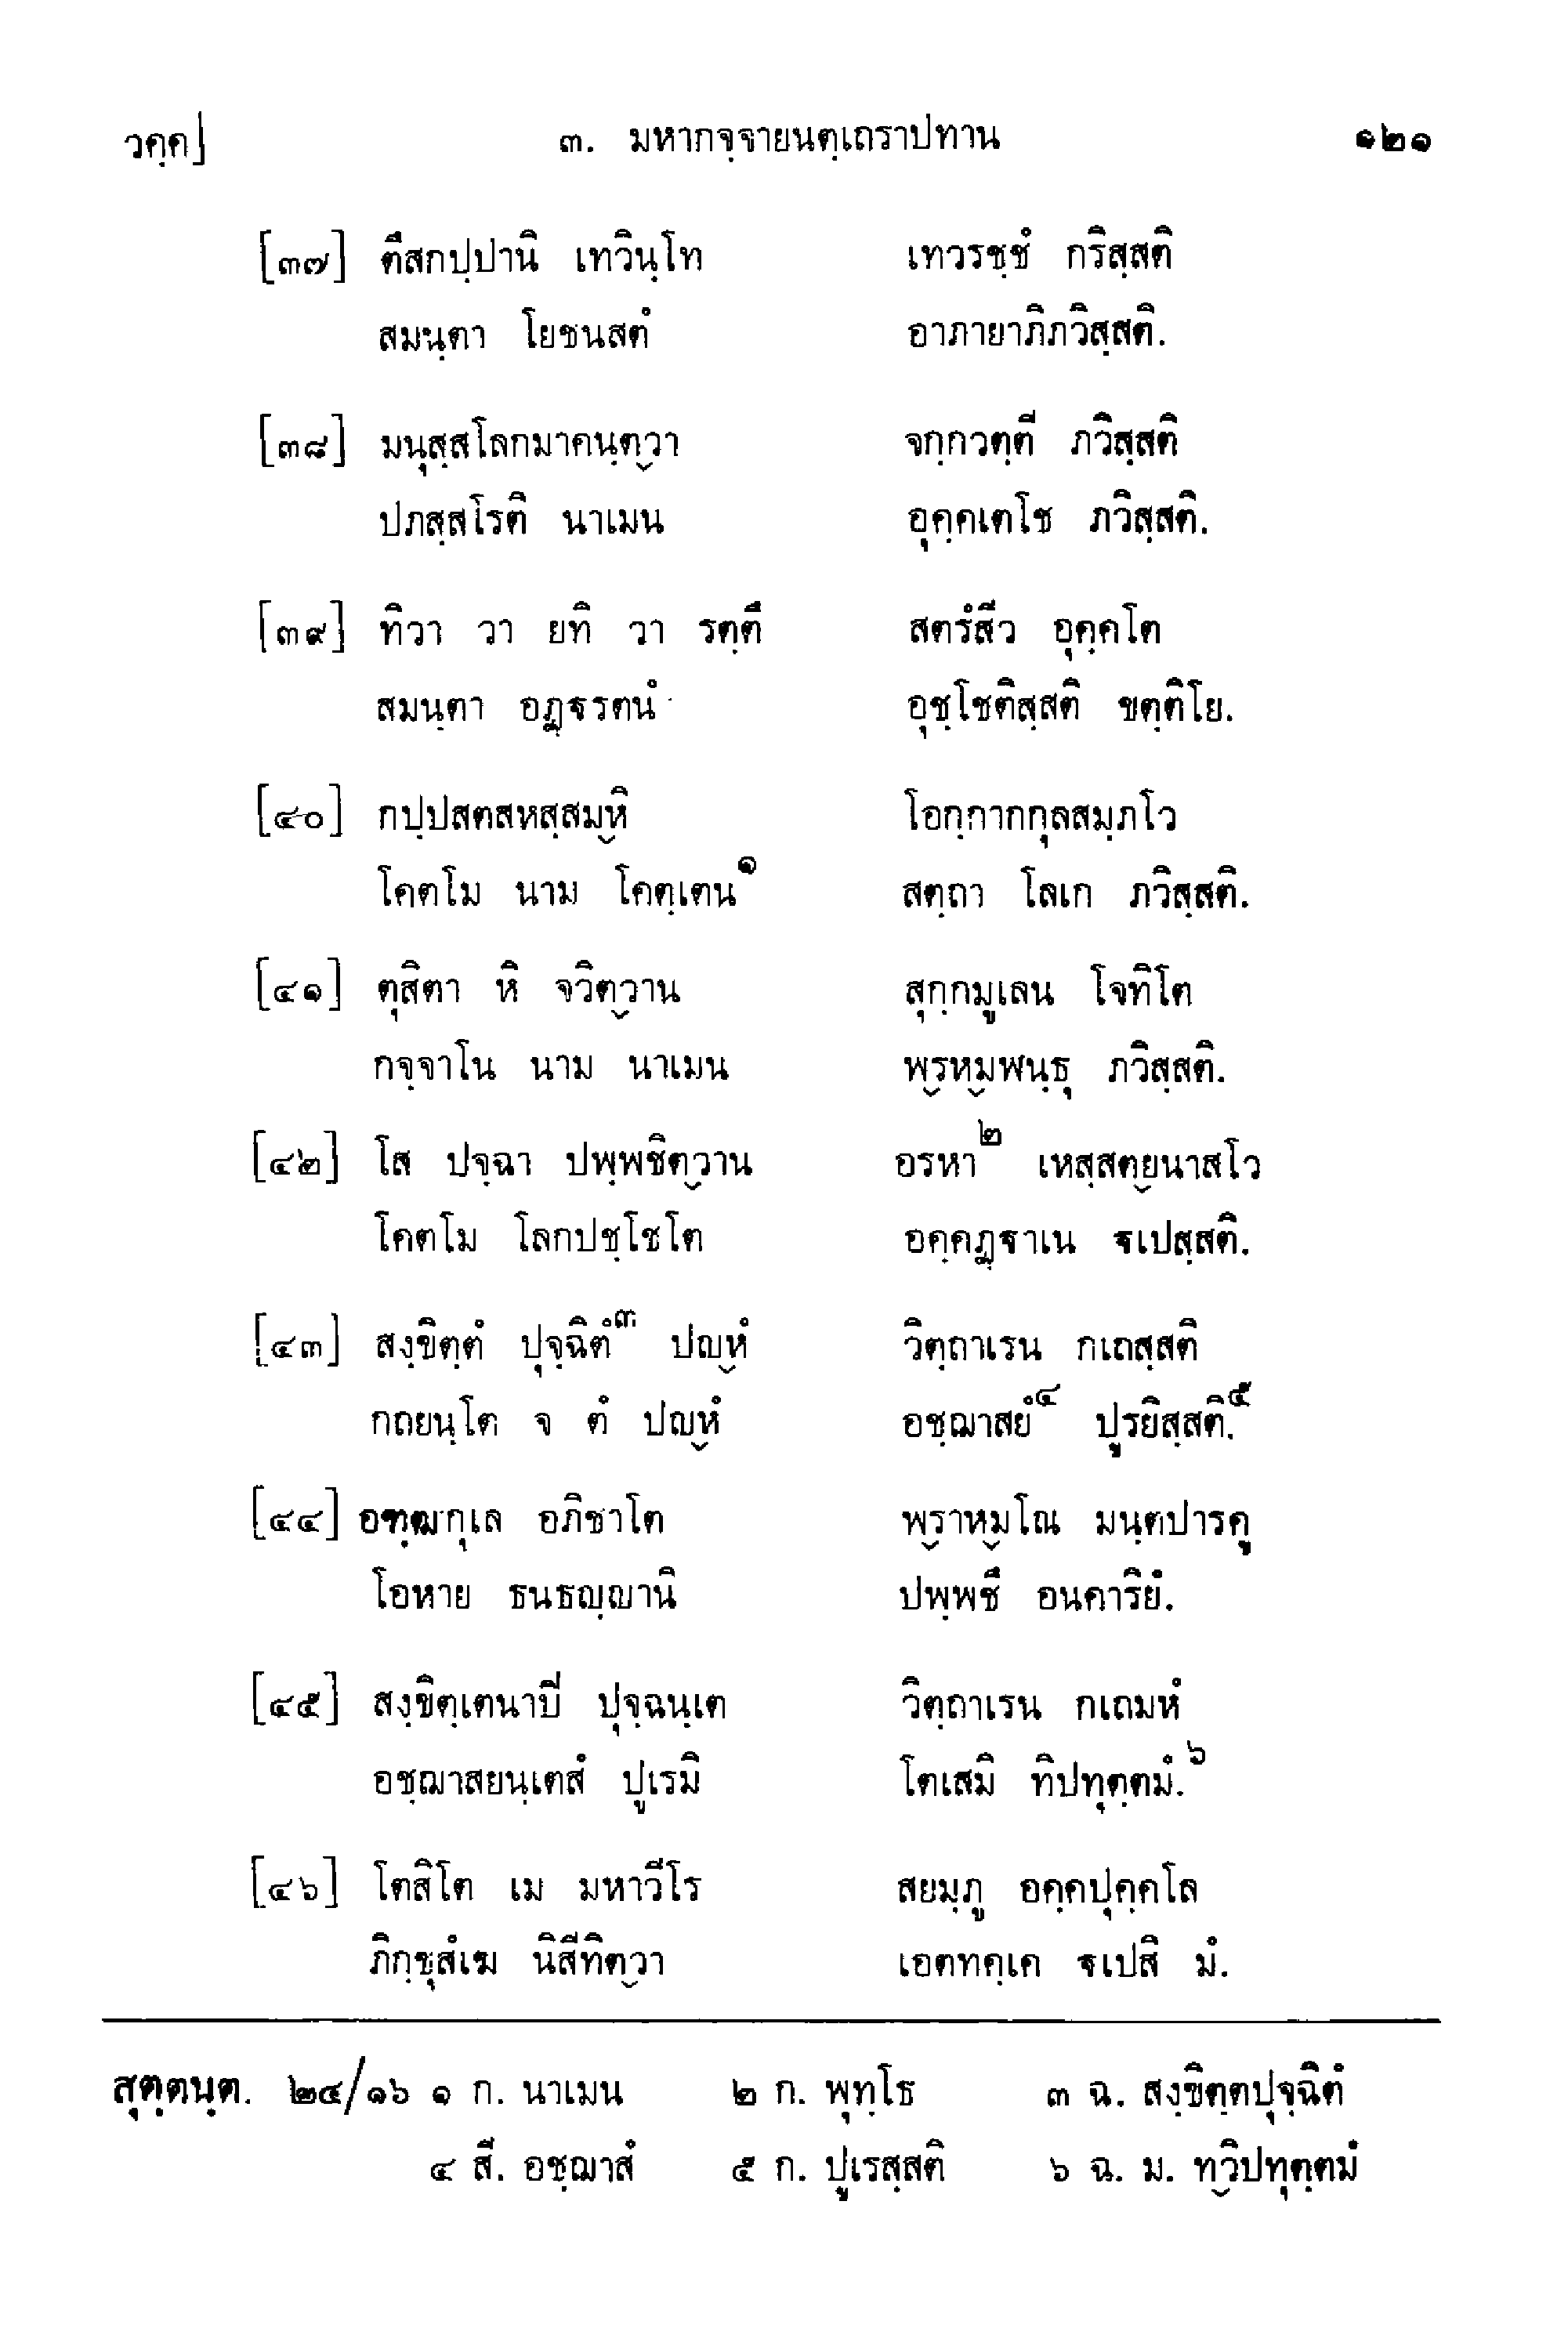 วคฺค] ๓. มหากจฺจายนตฺเถราปทาน ๑๒๑
[๓๗] ตึสกปฺปานิ เทวินฺโท เทวรชฺชํ กริสฺสติ
สมนฺตา โยชนสตํ อาภายาภิภวิสฺสติ.
[๓๘] มนุสฺสโลกมาคนฺตฺวา จกฺกวตฺตี ภวิสฺสติ
ปภสฺสโรติ นาเมน อุคฺคเตโช ภวิสฺสติ.
[๓๙] ทิวา วา ยทิ วา รตฺตึ สตรํสีว อุคฺคโต
สมนฺตา อฏฺฐรตนํ อุชฺโชติสฺสติ ขตฺติโย.
[๔๐] กปฺปสตสหสฺสมฺหิ โอกฺกากกุลสมฺภโว
โคตโม นาม โคตฺเตน๑ สตฺถา โลเก ภวิสฺสติ.
[๔๑] ตุสิตา หิ จวิตฺวาน สุกฺกมูเลน โจทิโต
กจฺจาโน นาม นาเมน พฺรหฺมพนฺธุ ภวิสฺสติ.
[๔๒] โส ปจฺฉา ปพฺพชิตฺวาน อรหา๒ เหสฺสตฺยนาสโว
โคตโม โลกปชฺโชโต อคฺคฏฺฐาเน ฐเปสฺสติ.
[๔๓] สงฺขิตฺตํ ปุจฺฉิตํ๓ ปญฺหํ วิตฺถาเรน กเถสฺสติ
กถยนฺโต จ ตํ ปญฺหํ อชฺฌาสยํ๔ ปูรยิสฺสติ.๕
[๔๔] อฑฺฒกุเล อภิชาโต พฺราหฺมโณ มนฺตปารคู
โอหาย ธนธญฺญานิ ปพฺพชึ อนคาริยํ.
[๔๕] สงฺขิตฺเตนาปิ ปุจฺฉนฺเต วิตฺถาเรน กเถมหํ
อชฺฌาสยนฺเตสํ ปูเรมิ โตเสมิ ทิปทุตฺตมํ.๖
[๔๖] โตสิโต เม มหาวีโร สยมฺภู อคฺคปุคฺคโล
ภิกฺขุสํเฆ นิสีทิตฺวา เอตทคฺเค ฐเปสิ มํ.
สุตฺตนฺต. ๒๔/๑๖ ๑ ก. นาเมน ๒ ก. พุทฺโธ ๓ ฉ. สงฺขิตฺตปุจฺฉิตํ
๔ สี. อชฺฌาสํ ๕ ก. ปูเรสฺสติ ๖ ฉ. ม. ทฺวิปทุตฺตมํ